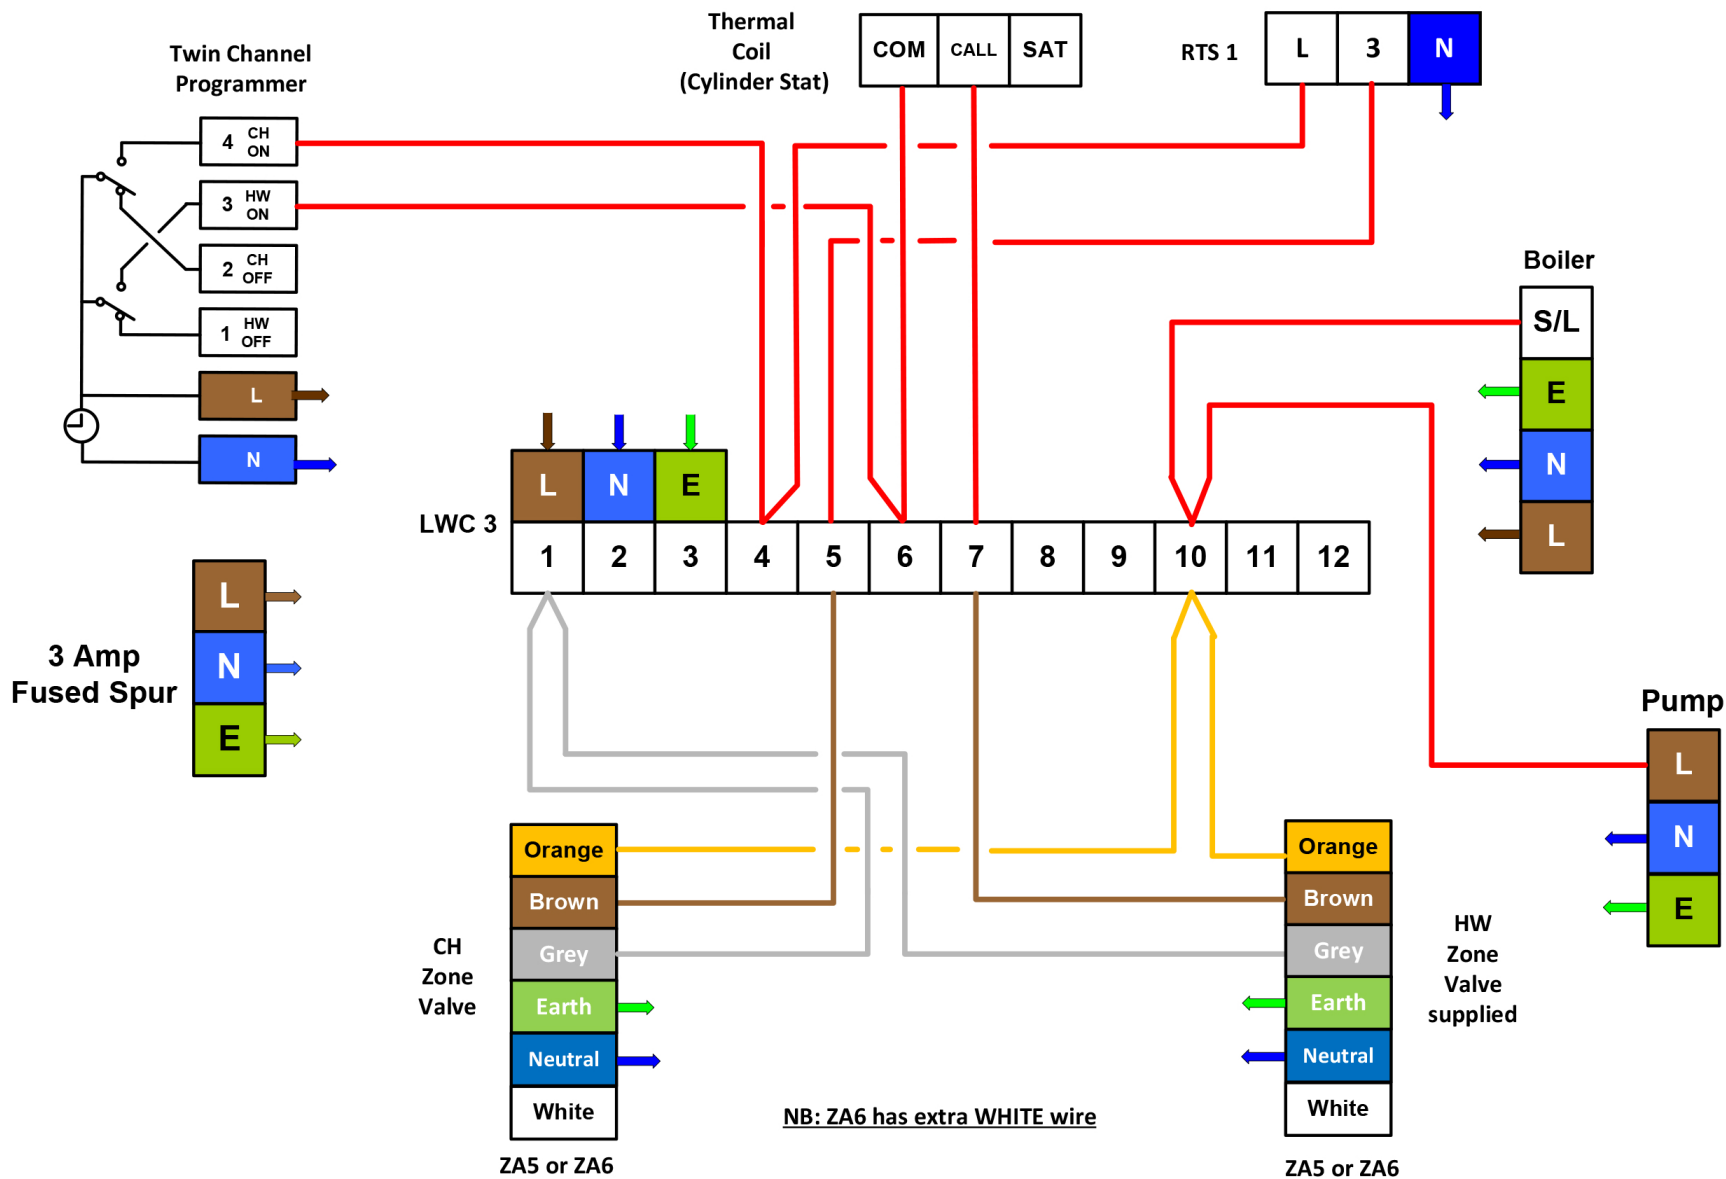 Thermal
Coil
(Cylinder Stat)
COM
CALL
SAT
RTS 1
L
3
N
Twin Channel
Programmer
4 CH
ON
3 HW
ON
2 CH
OFF
1 HW
OFF
L
N
Boiler
S/L
E
N
L
L
N
E
LWC 3
1
2
3
4
5
6
7
8
9
10
11
12
3 Amp
Fused Spur
L
N
E
Pump
L
N
E
Orange
Brown
Grey
Earth
Neutral
White
CH
Zone
Valve
ZA5 or ZA6
Orange
Brown
Grey
Earth
Neutral
White
HW
Zone
Valve
supplied
ZA5 or ZA6
NB: ZA6 has extra WHITE wire